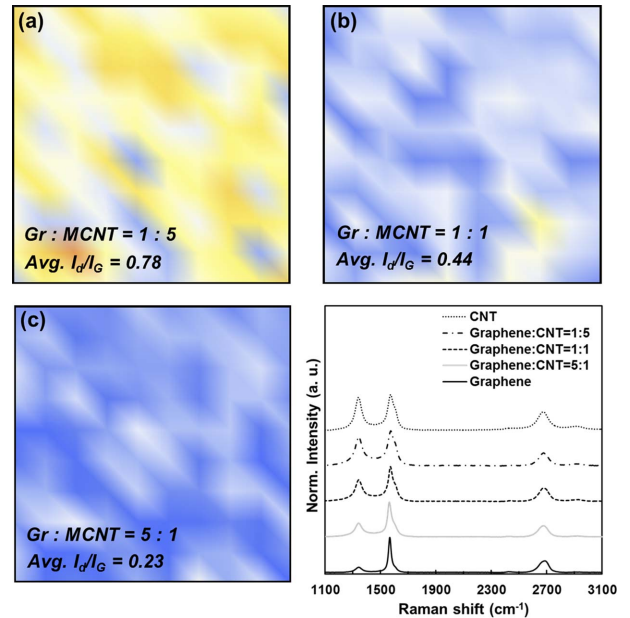 (a)
Gr : MCNT = 1 : 5
Avg. Id/IG = 0.78
(b)
Gr : MCNT = 1 : 1
Avg. Id/IG = 0.44
(c)
Gr : MCNT = 5 : 1
Avg. Id/IG = 0.23
CNT
Graphene:CNT=1:5
Graphene:CNT=1:1
Graphene:CNT=5:1
Graphene
Norm. Intensity (a. u.)
1100 1500 1900 2300 2700 3100
Raman shift (cm-1)